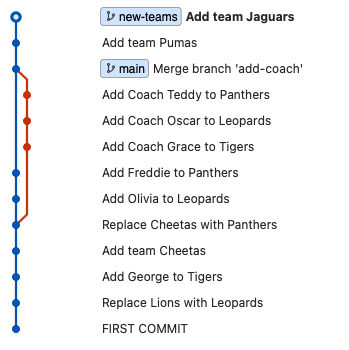 new-teams Add team Jaguars
Add team Pumas
main Merge branch 'add-coach'
Add Coach Teddy to Panthers
Add Coach Oscar to Leopards
Add Coach Grace to Tigers
Add Freddie to Panthers
Add Olivia to Leopards
Replace Cheetas with Panthers
Add team Cheetas
Add George to Tigers
Replace Lions with Leopards
FIRST COMMIT